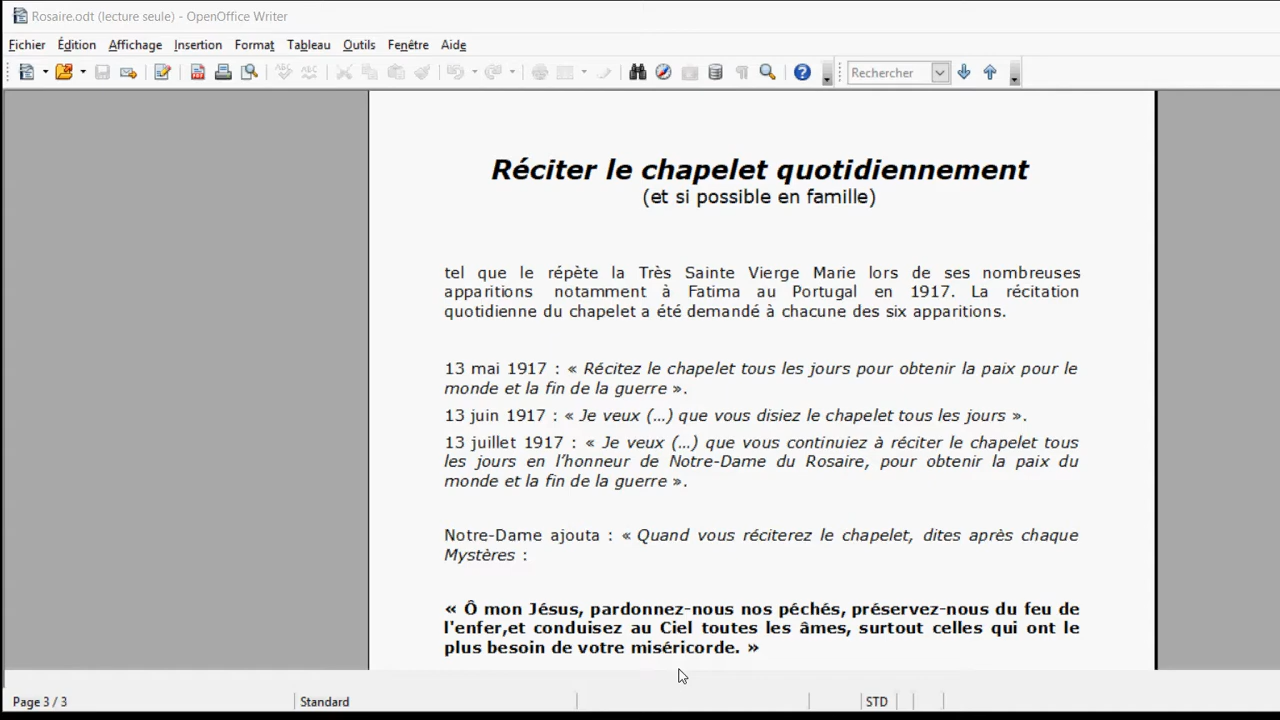 Rosaire.odt (lecture seule) - OpenOffice Writer
Fichier Édition Affichage Insertion Format Tableau Outils Fenêtre Aide
Rechercher
Réciter le chapelet quotidiennement
(et si possible en famille)
tel que le répète la Très Sainte Vierge Marie lors de ses nombreuses
apparitions notamment à Fatima au Portugal en 1917. La récitation
quotidienne du chapelet a été demandé à chacune des six apparitions.
13 mai 1917 : « Récitez le chapelet tous les jours pour obtenir la paix pour le
monde et la fin de la guerre ».
13 juin 1917 : « Je veux (…) que vous disiez le chapelet tous les jours ».
13 juillet 1917 : « Je veux (…) que vous continuiez à réciter le chapelet tous
les jours en l’honneur de Notre-Dame du Rosaire, pour obtenir la paix du
monde et la fin de la guerre ».
Notre-Dame ajouta : « Quand vous réciterez le chapelet, dites après chaque
Mystères :
« Ô mon Jésus, pardonnez-nous nos péchés, préservez-nous du feu de
l'enfer,et conduisez au Ciel toutes les âmes, surtout celles qui ont le
plus besoin de votre miséricorde. »
Page 3 / 3 Standard STD